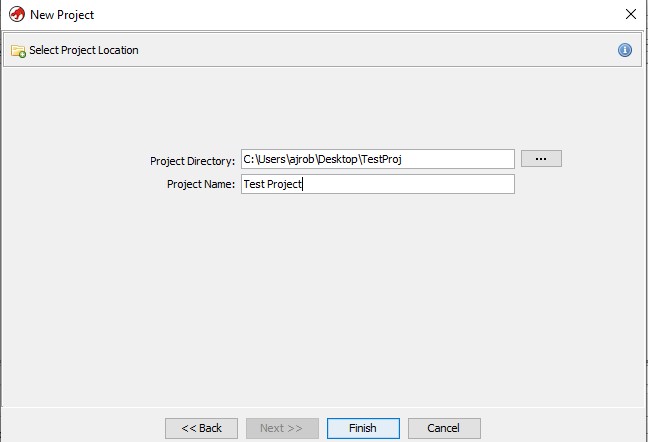 New Project
Select Project Location
Project Directory: C:\Users\ajrob\Desktop\TestProj ...
Project Name: Test Project
<< Back Next >> Finish Cancel